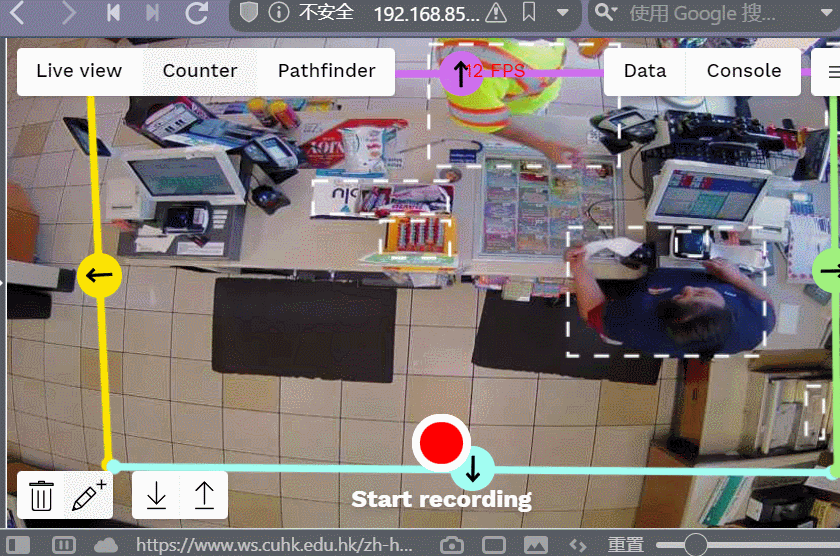 不安全 192.168.85...
使用 Google 搜...
Live view
Counter
Pathfinder
12 FPS
Data
Console
Start recording
https://www.ws.cuhk.edu.hk/zh-h...
重置